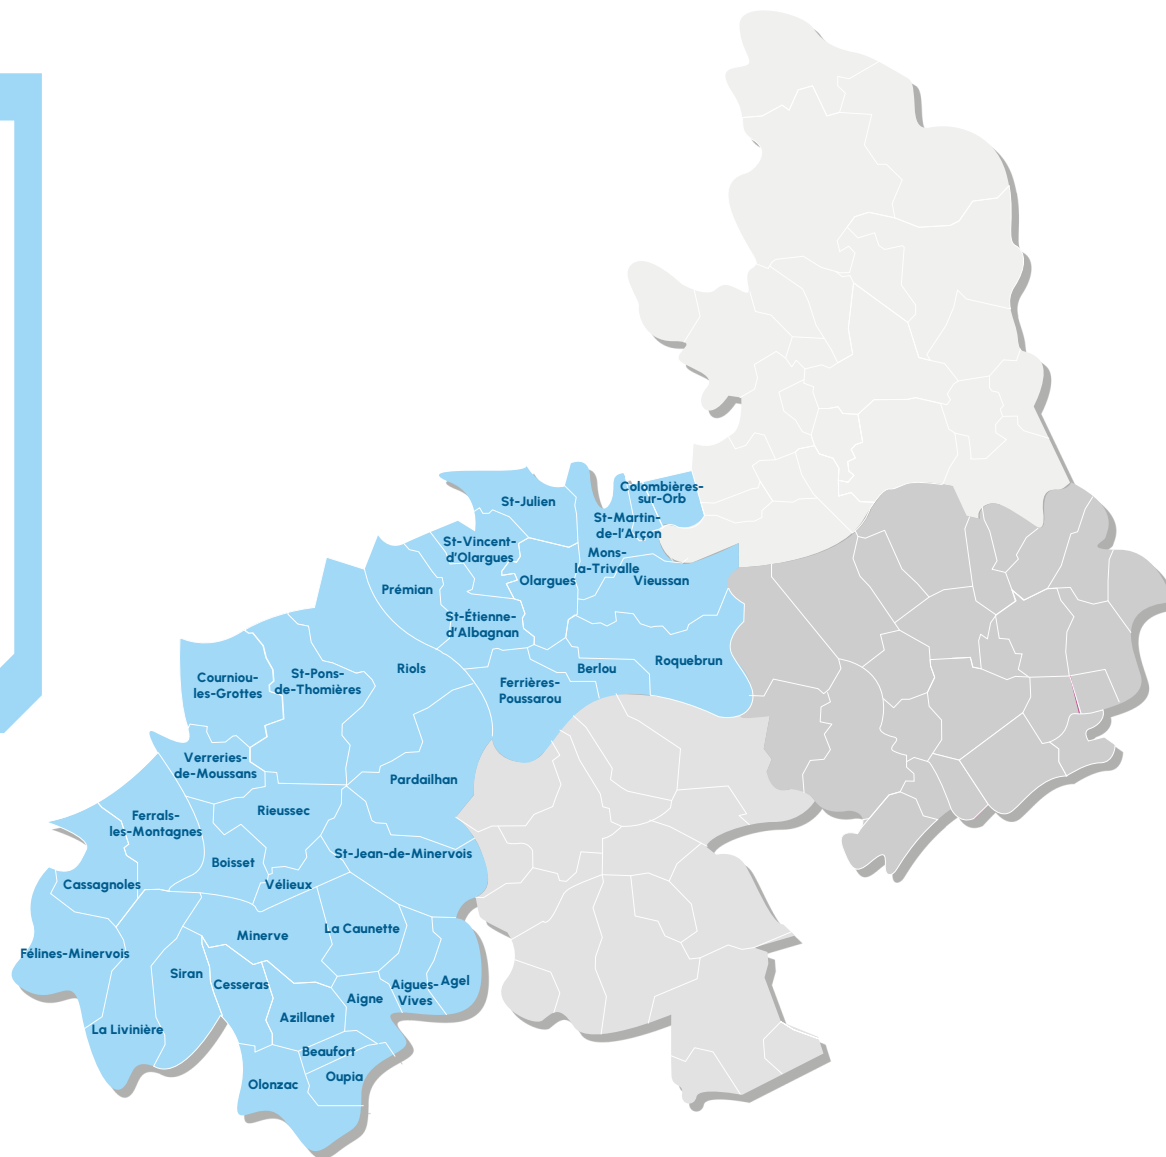 Colombières-
sur-Orb
St-Julien
St-Martin-
de-l’Arçon
St-Vincent-
d’Olargues
Mons-
la-Trivalle
Olargues
Vieussan
Prémian
St-Étienne-
d’Albagnan
Roquebrun
Berlou
Riols
St-Pons-
de-Thomières
Courniou-
les-Grottes
Ferrières-
Poussarou
Verreries-
de-Moussans
Pardailhan
Rieussec
Ferrals-
les-Montagnes
St-Jean-de-Minervois
Boisset
Cassagnoles
Vélieux
La Caunette
Minerve
Félines-Minervois
Siran
Cesseras
Aigues-
Vives
Agel
Aigne
Azillanet
La Livinière
Beaufort
Oupia
Olonzac